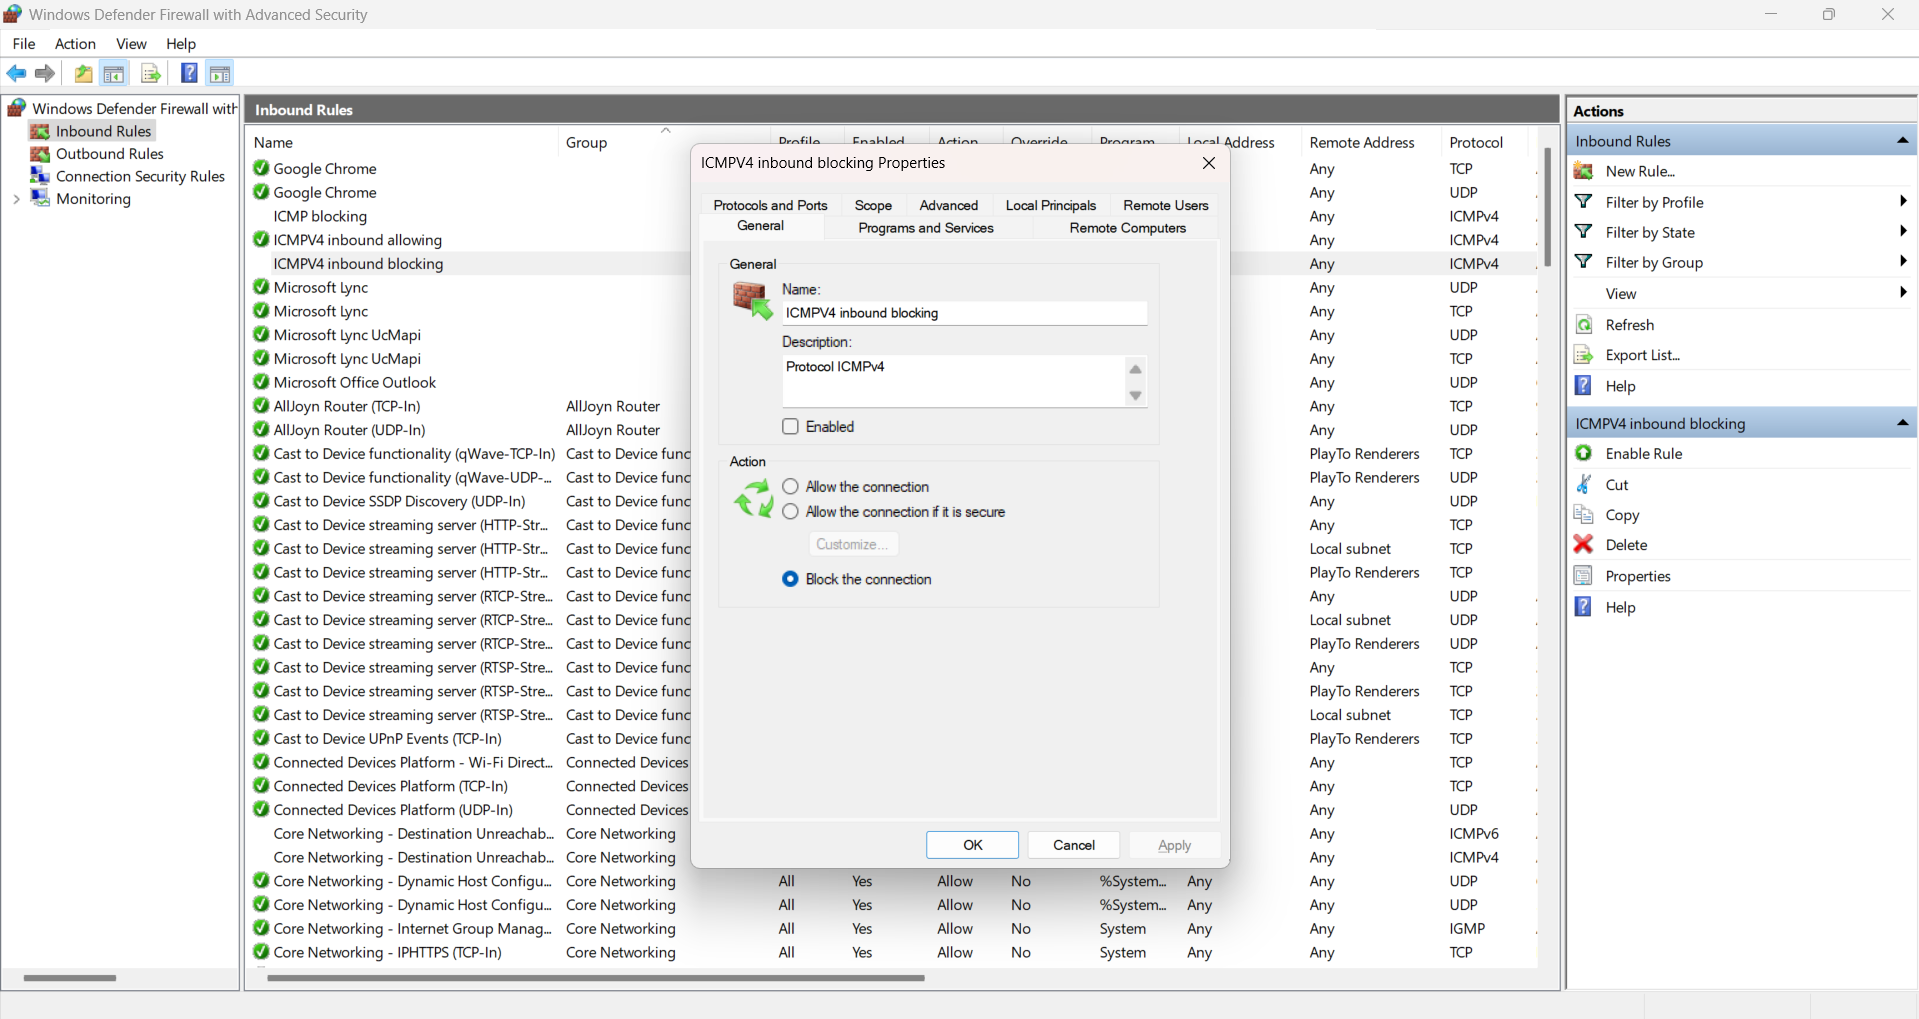 Windows Defender Firewall with Advanced Security
File Action View Help
Windows Defender Firewall with
Inbound Rules
Outbound Rules
Connection Security Rules
Monitoring
Inbound Rules
Name Group Profile Enabled Action Override Program Local Address Remote Address Protocol
Google Chrome Any TCP
Google Chrome Any UDP
ICMP blocking Any ICMPv4
ICMPV4 inbound allowing Any ICMPv4
ICMPV4 inbound blocking Any ICMPv4
Microsoft Lync Any UDP
Microsoft Lync Any TCP
Microsoft Lync UcMapi Any UDP
Microsoft Lync UcMapi Any TCP
Microsoft Office Outlook Any UDP
AllJoyn Router (TCP-In) AllJoyn Router Any TCP
AllJoyn Router (UDP-In) AllJoyn Router Any UDP
Cast to Device functionality (qWave-TCP-In) Cast to Device func PlayTo Renderers TCP
Cast to Device functionality (qWave-UDP-... Cast to Device func PlayTo Renderers UDP
Cast to Device SSDP Discovery (UDP-In) Cast to Device func Any UDP
Cast to Device streaming server (HTTP-Str... Cast to Device func Any TCP
Cast to Device streaming server (HTTP-Str... Cast to Device func Local subnet TCP
Cast to Device streaming server (HTTP-Str... Cast to Device func PlayTo Renderers TCP
Cast to Device streaming server (RTCP-Stre... Cast to Device func Any UDP
Cast to Device streaming server (RTCP-Stre... Cast to Device func Local subnet UDP
Cast to Device streaming server (RTCP-Stre... Cast to Device func PlayTo Renderers UDP
Cast to Device streaming server (RTSP-Stre... Cast to Device func Any TCP
Cast to Device streaming server (RTSP-Stre... Cast to Device func PlayTo Renderers TCP
Cast to Device streaming server (RTSP-Stre... Cast to Device func Local subnet TCP
Cast to Device UPnP Events (TCP-In) Cast to Device func PlayTo Renderers TCP
Connected Devices Platform - Wi-Fi Direct... Connected Devices Any TCP
Connected Devices Platform (TCP-In) Connected Devices Any TCP
Connected Devices Platform (UDP-In) Connected Devices Any UDP
Core Networking - Destination Unreachab... Core Networking Any ICMPv6
Core Networking - Destination Unreachab... Core Networking Any ICMPv4
Core Networking - Dynamic Host Configu... Core Networking All Yes Allow No %System... Any Any UDP
Core Networking - Dynamic Host Configu... Core Networking All Yes Allow No %System... Any Any UDP
Core Networking - Internet Group Manag... Core Networking All Yes Allow No System Any Any IGMP
Core Networking - IPHTTPS (TCP-In) Core Networking All Yes Allow No System Any Any TCP
ICMPV4 inbound blocking Properties
Protocols and Ports Scope Advanced Local Principals Remote Users
General Programs and Services Remote Computers
General
Name:
ICMPV4 inbound blocking
Description:
Protocol ICMPv4
Enabled
Action
Allow the connection
Allow the connection if it is secure
Customize...
Block the connection
OK Cancel Apply
Actions
Inbound Rules
New Rule...
Filter by Profile
Filter by State
Filter by Group
View
Refresh
Export List...
Help
ICMPV4 inbound blocking
Enable Rule
Cut
Copy
Delete
Properties
Help